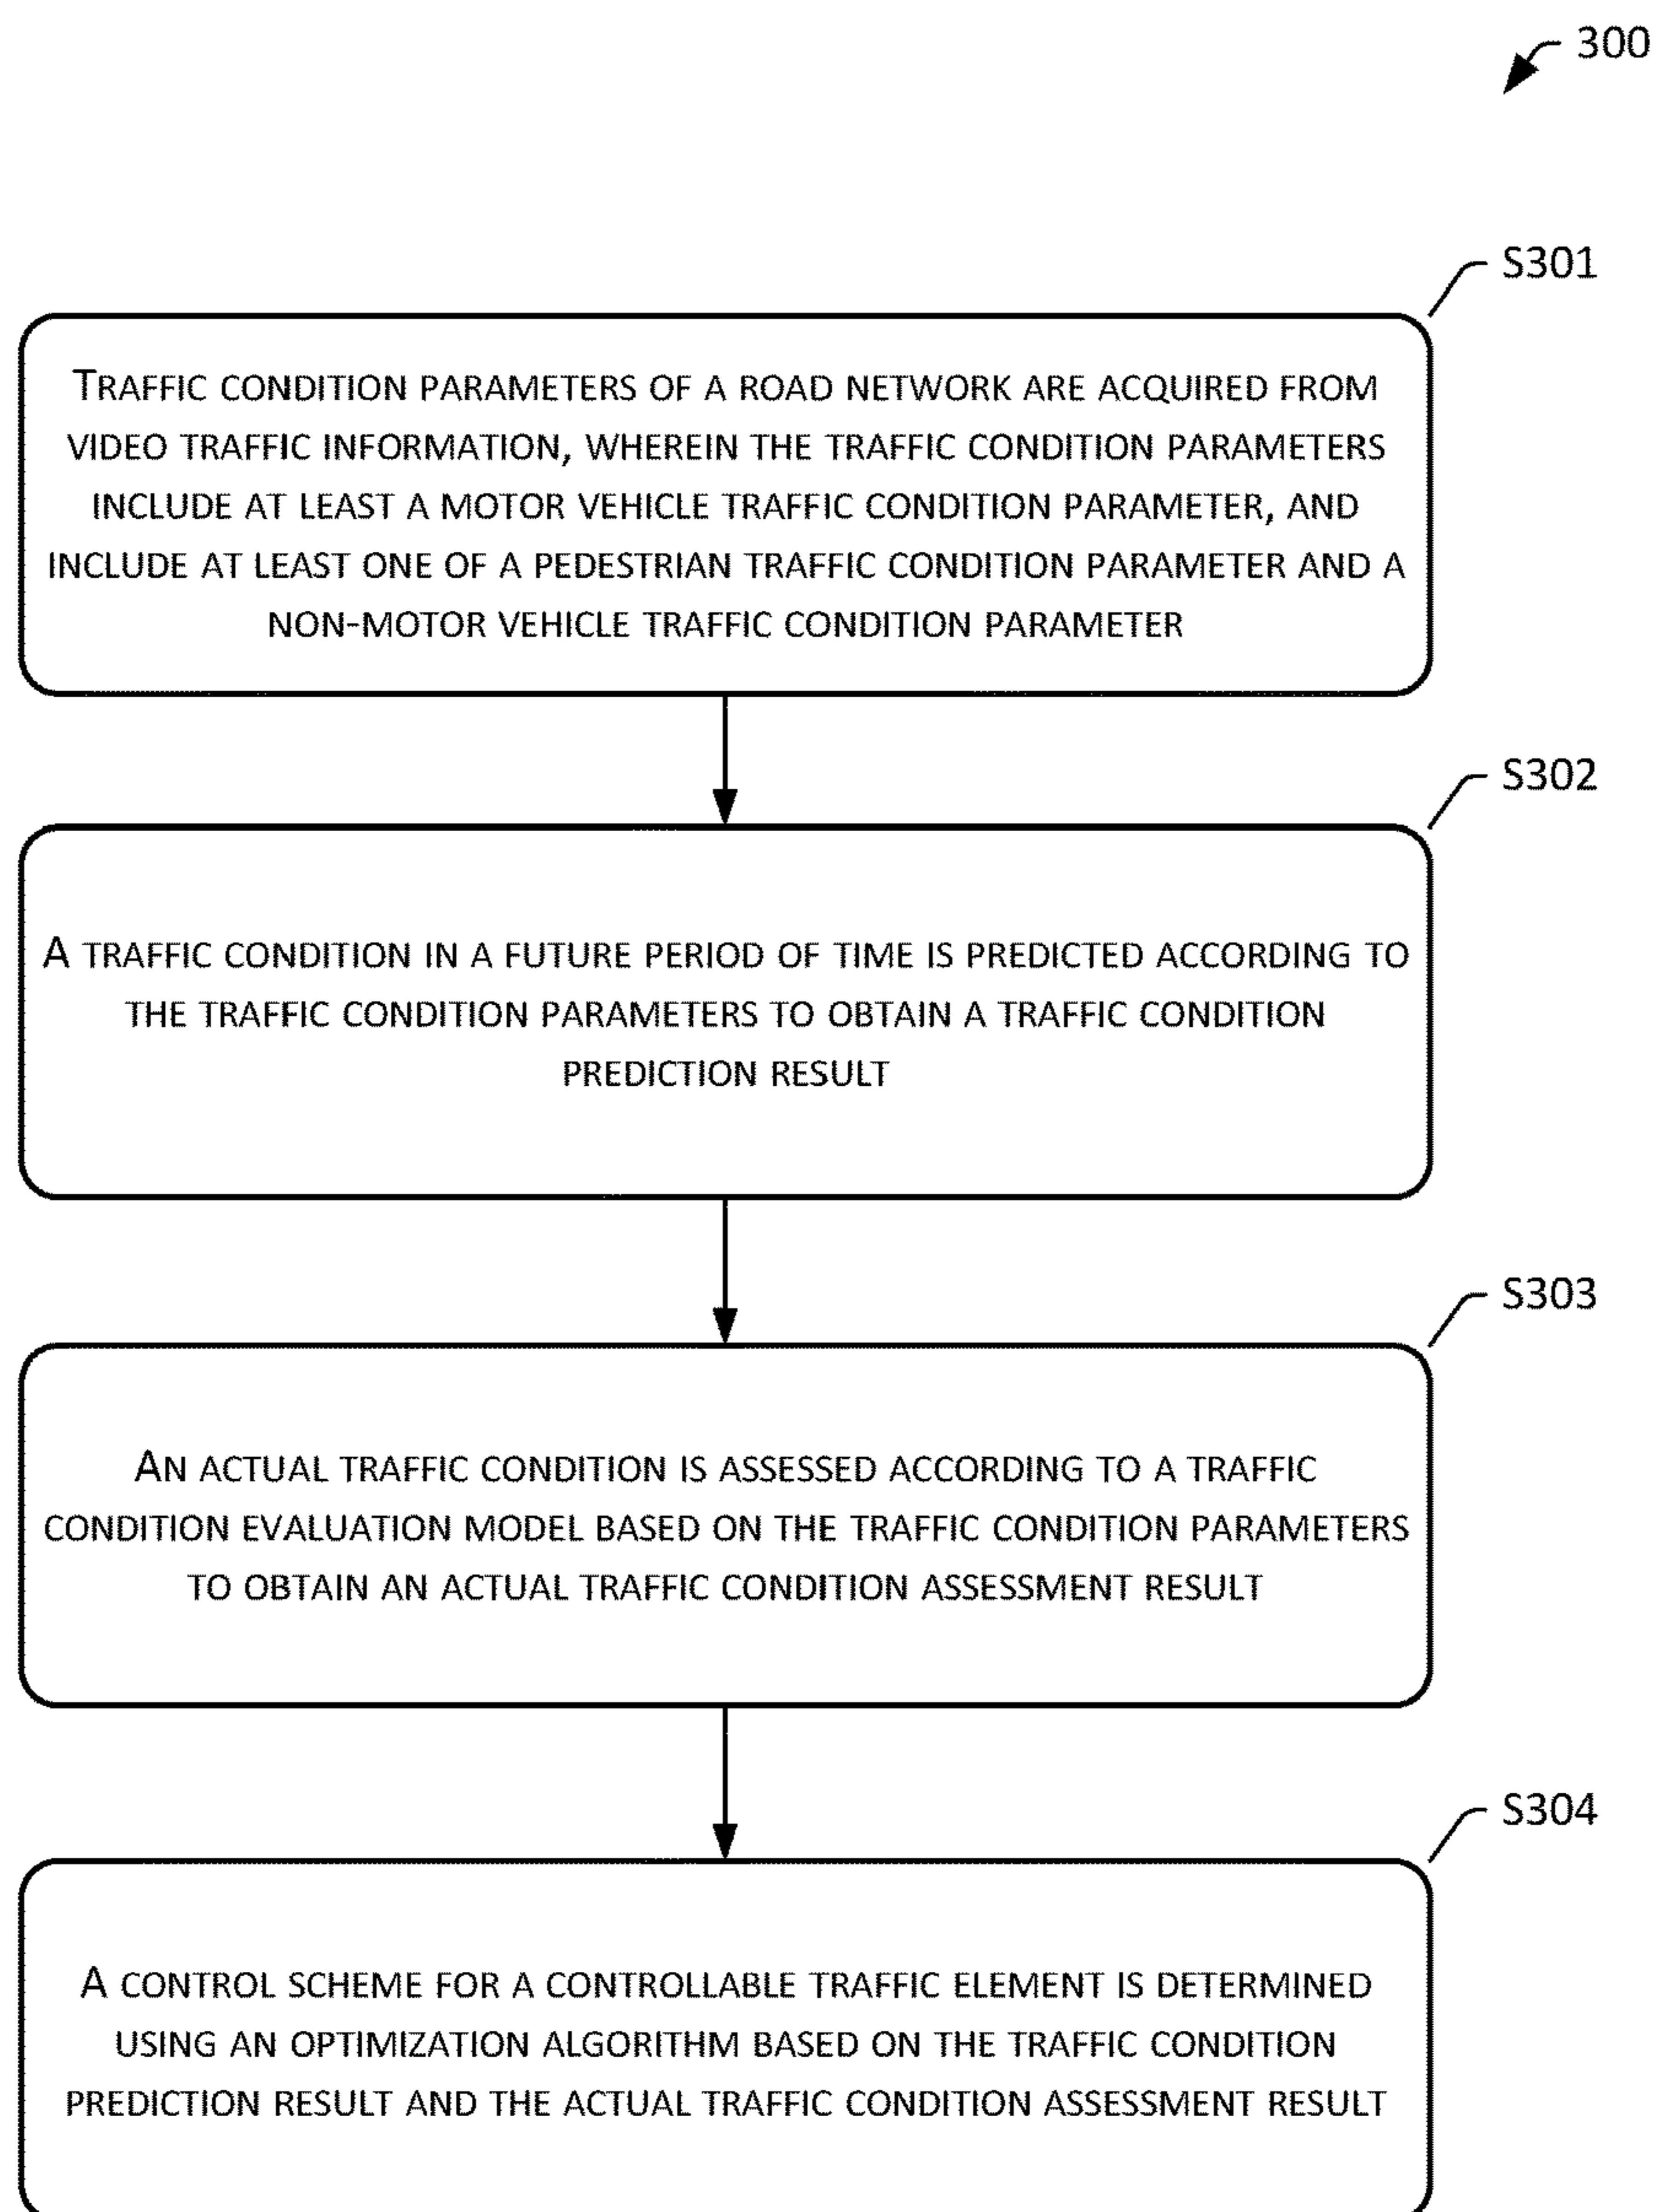 300
S301
TRAFFIC CONDITION PARAMETERS OF A ROAD NETWORK ARE ACQUIRED FROM
VIDEO TRAFFIC INFORMATION, WHEREIN THE TRAFFIC CONDITION PARAMETERS
INCLUDE AT LEAST A MOTOR VEHICLE TRAFFIC CONDITION PARAMETER, AND
INCLUDE AT LEAST ONE OF A PEDESTRIAN TRAFFIC CONDITION PARAMETER AND A
NON-MOTOR VEHICLE TRAFFIC CONDITION PARAMETER
S302
A TRAFFIC CONDITION IN A FUTURE PERIOD OF TIME IS PREDICTED ACCORDING TO
THE TRAFFIC CONDITION PARAMETERS TO OBTAIN A TRAFFIC CONDITION
PREDICTION RESULT
S303
AN ACTUAL TRAFFIC CONDITION IS ASSESSED ACCORDING TO A TRAFFIC
CONDITION EVALUATION MODEL BASED ON THE TRAFFIC CONDITION PARAMETERS
TO OBTAIN AN ACTUAL TRAFFIC CONDITION ASSESSMENT RESULT
S304
A CONTROL SCHEME FOR A CONTROLLABLE TRAFFIC ELEMENT IS DETERMINED
USING AN OPTIMIZATION ALGORITHM BASED ON THE TRAFFIC CONDITION
PREDICTION RESULT AND THE ACTUAL TRAFFIC CONDITION ASSESSMENT RESULT